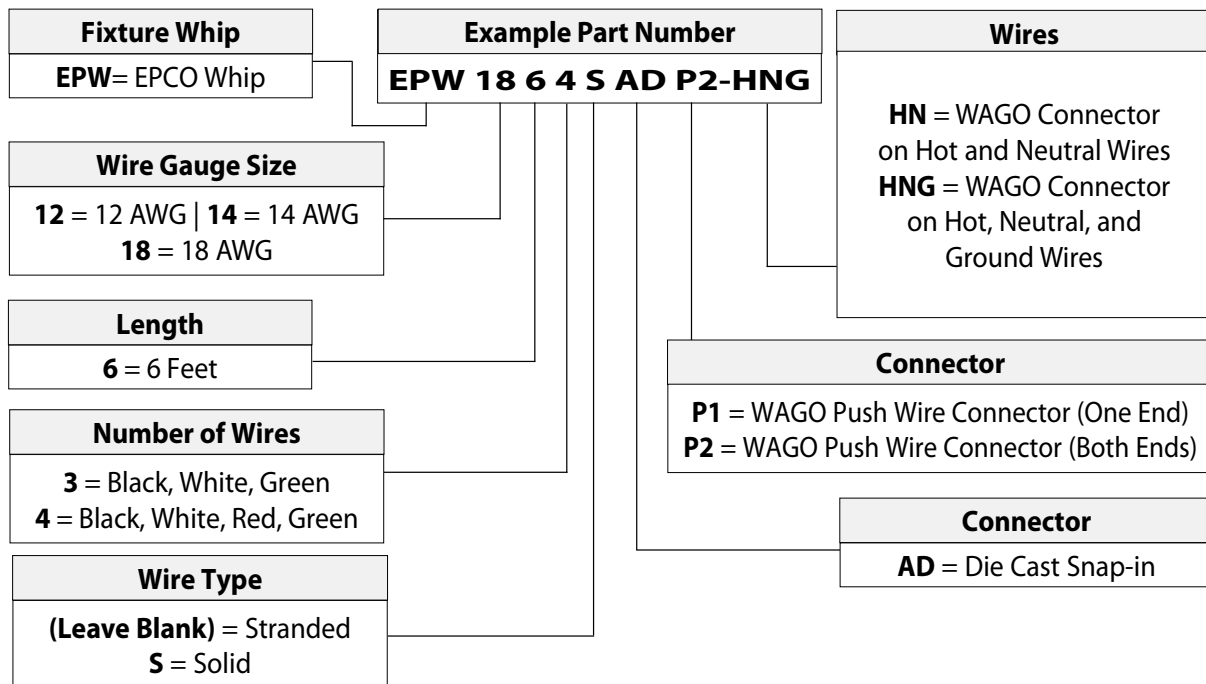 Fixture Whip
EPW= EPCO Whip
Example Part Number
EPW 18 6 4 S AD P2-HNG
Wires
HN = WAGO Connector
on Hot and Neutral Wires
HNG = WAGO Connector
on Hot, Neutral, and
Ground Wires
Wire Gauge Size
12 = 12 AWG | 14 = 14 AWG
18 = 18 AWG
Length
6 = 6 Feet
Connector
P1 = WAGO Push Wire Connector (One End)
P2 = WAGO Push Wire Connector (Both Ends)
Number of Wires
3 = Black, White, Green
4 = Black, White, Red, Green
Connector
AD = Die Cast Snap-in
Wire Type
(Leave Blank) = Stranded
S = Solid